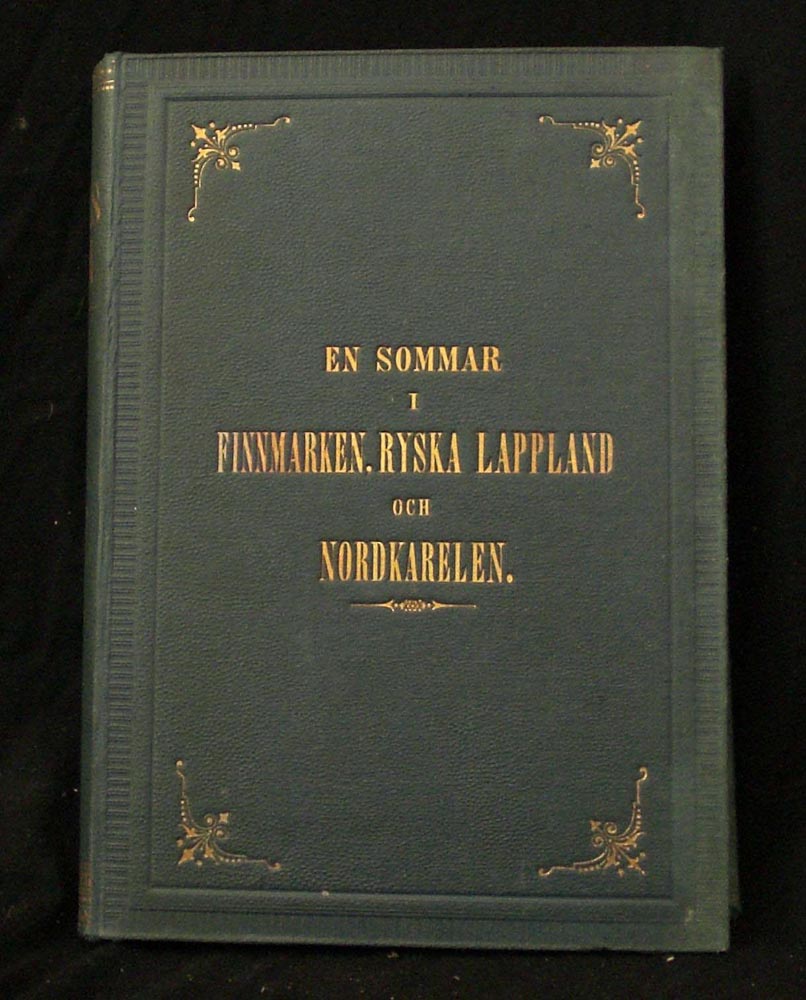 EN SOMMAR
I
FINNMARKEN, RYSKA LAPPLAND
OCH
NORDKARELEN.